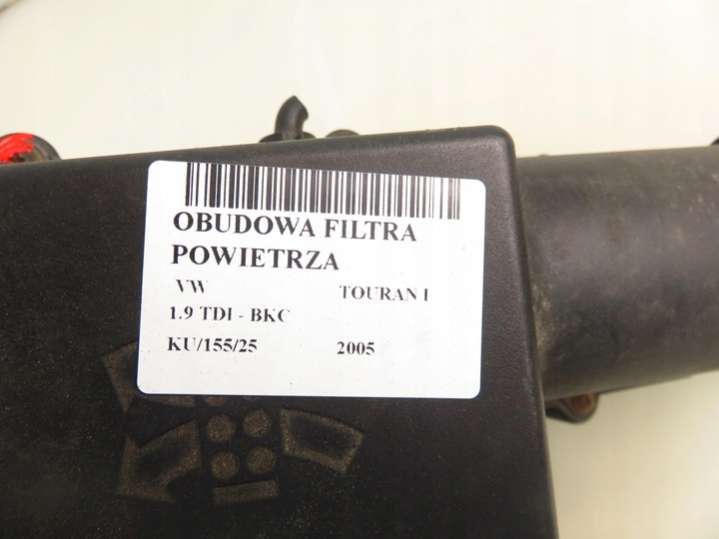 OBUDOWA FILTRA
POWIETRZA
VW TOURAN I
1.9 TDI - BKC
KU/155/25 2005